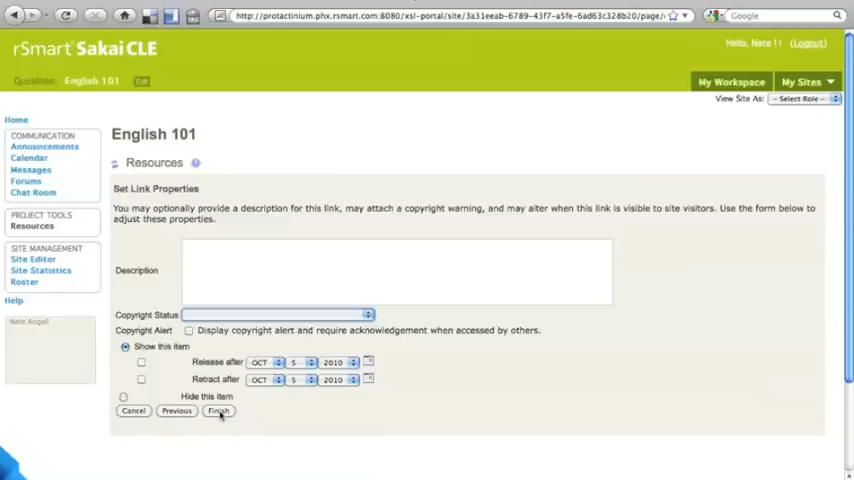 http://protactinium.phx.rsmart.com:8080/xsl-portal/site/3a31eeab-6789-43f7-a5fe-6ad63c328b20/page/
Google
rSmart Sakai CLE
Hello, Nate ! | (Logout)
Quicklinks: English 101 Edit
My Workspace My Sites
View Site As: -- Select Role --
Home
COMMUNICATION
Announcements
Calendar
Messages
Forums
Chat Room
PROJECT TOOLS
Resources
SITE MANAGEMENT
Site Editor
Site Statistics
Roster
Help
Nate Angell
English 101
Resources ?
Set Link Properties
You may optionally provide a description for this link, may attach a copyright warning, and may alter when this link is visible to site visitors. Use the form below to
adjust these properties.
Description
Copyright Status
Copyright Alert Display copyright alert and require acknowledgement when accessed by others.
Show this item
Release after OCT 5 2010
Retract after OCT 5 2010
Hide this item
Cancel Previous Finish